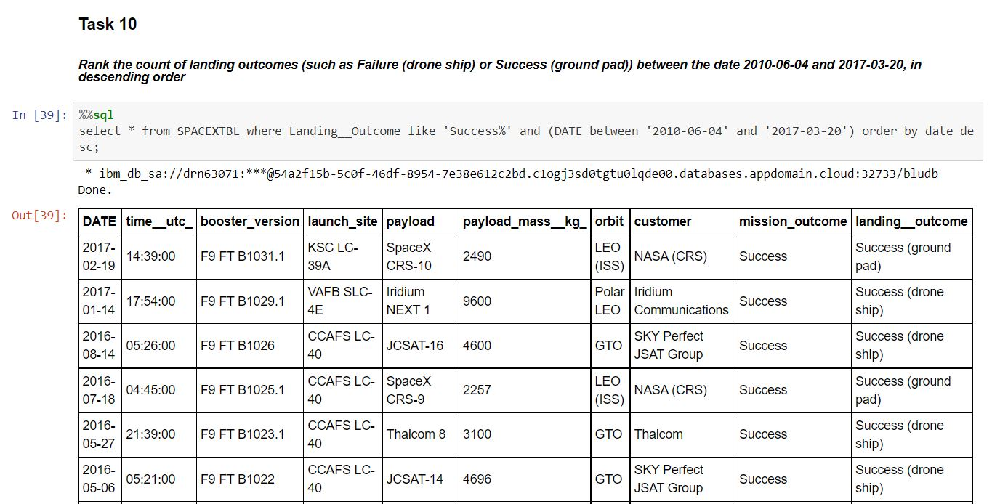 Task 10
Rank the count of landing outcomes (such as Failure (drone ship) or Success (ground pad)) between the date 2010-06-04 and 2017-03-20, in
descending order
In [39]: %%sql
select * from SPACEXTBL where Landing__Outcome like 'Success%' and (DATE between '2010-06-04' and '2017-03-20') order by date de
sc;
* ibm_db_sa://drn63071:***@54a2f15b-5c0f-46df-8954-7e38e612c2bd.c1ogj3sd0tgtu0lqde00.databases.appdomain.cloud:32733/bludb
Done.
Out[39]:
DATE time__utc_ booster_version launch_site payload payload_mass__kg_ orbit customer mission_outcome landing__outcome
2017-02-19 14:39:00 F9 FT B1031.1 KSC LC-39A SpaceX CRS-10 2490 LEO (ISS) NASA (CRS) Success Success (ground pad)
2017-01-14 17:54:00 F9 FT B1029.1 VAFB SLC-4E Iridium NEXT 1 9600 Polar LEO Iridium Communications Success Success (drone ship)
2016-08-14 05:26:00 F9 FT B1026 CCAFS LC-40 JCSAT-16 4600 GTO SKY Perfect JSAT Group Success Success (drone ship)
2016-07-18 04:45:00 F9 FT B1025.1 CCAFS LC-40 SpaceX CRS-9 2257 LEO (ISS) NASA (CRS) Success Success (ground pad)
2016-05-27 21:39:00 F9 FT B1023.1 CCAFS LC-40 Thaicom 8 3100 GTO Thaicom Success Success (drone ship)
2016-05-06 05:21:00 F9 FT B1022 CCAFS LC-40 JCSAT-14 4696 GTO SKY Perfect JSAT Group Success Success (drone ship)